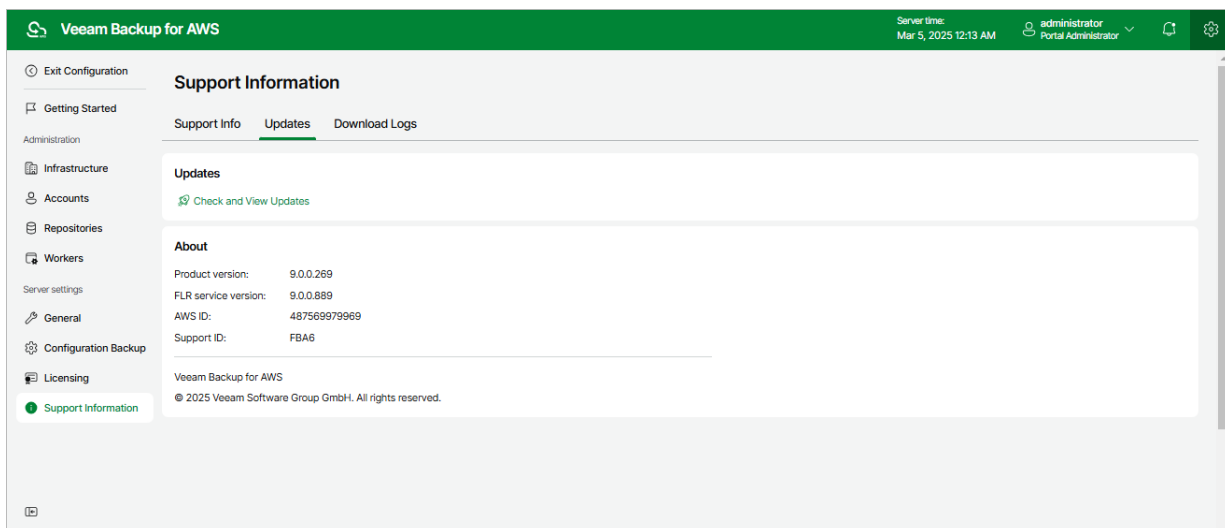 Veeam Backup for AWS
Server time:
Mar 5, 2025 12:13 AM
administrator
Portal Administrator
Exit Configuration
Getting Started
Administration
Infrastructure
Accounts
Repositories
Workers
Server settings
General
Configuration Backup
Licensing
Support Information
Support Information
Support Info Updates Download Logs
Updates
Check and View Updates
About
Product version: 9.0.0.269
FLR service version: 9.0.0.889
AWS ID: 487569979969
Support ID: FBA6
Veeam Backup for AWS
© 2025 Veeam Software Group GmbH. All rights reserved.